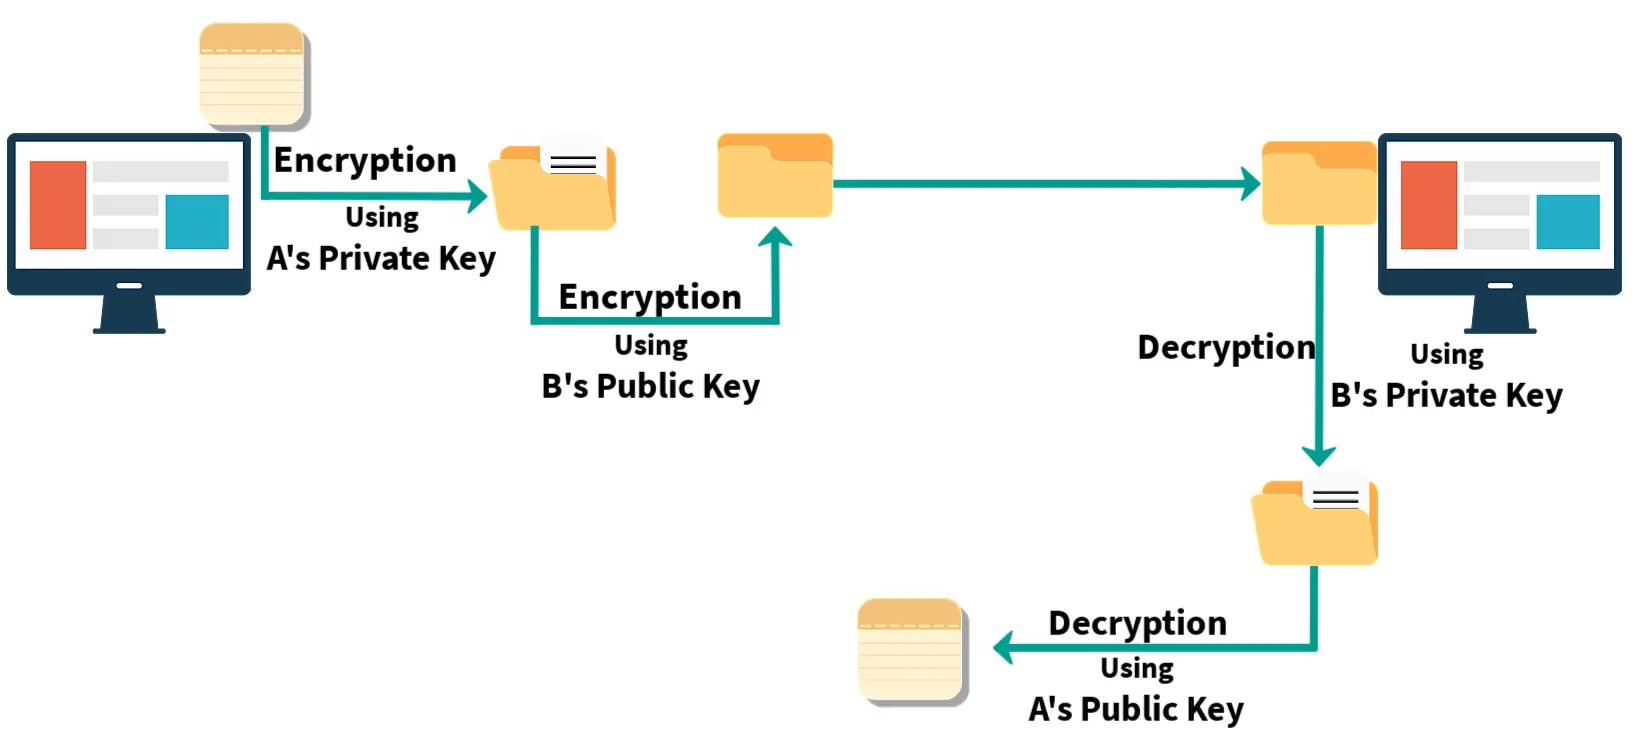 Encryption
Using
A's Private Key
Encryption
Using
B's Public Key
Decryption
Using
B's Private Key
Decryption
Using
A's Public Key